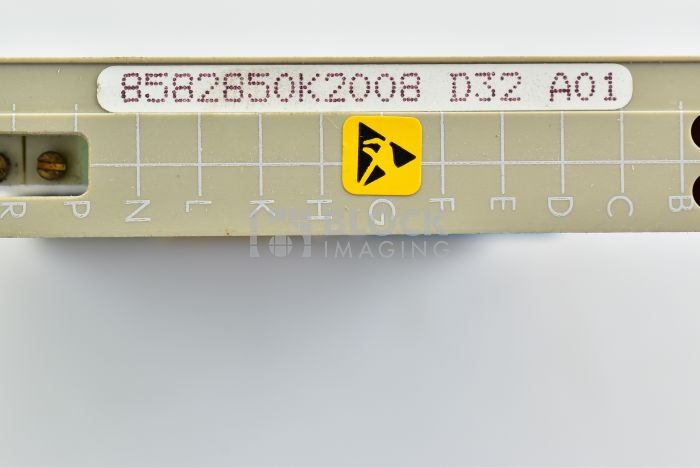 8582850K2008 D32 A01
R P N L K H G F E D C B
BLOCK
IMAGING